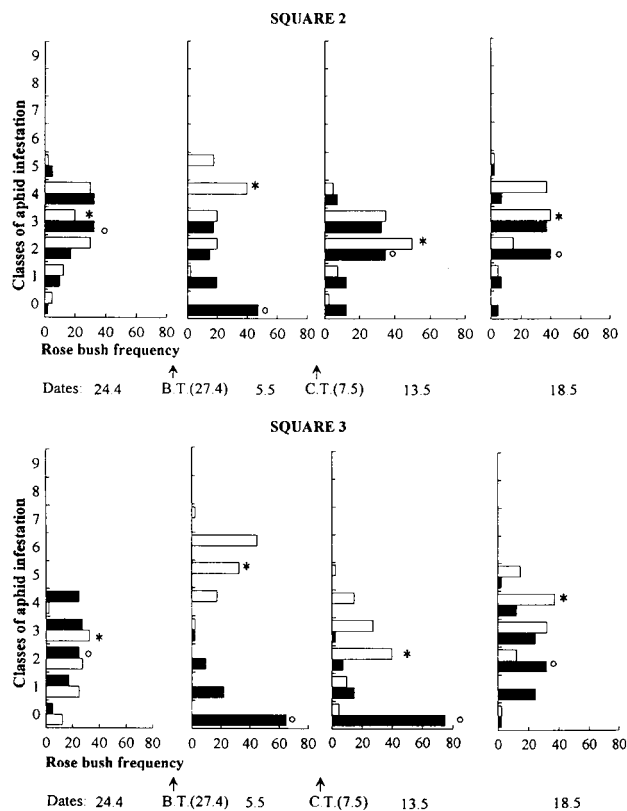 SQUARE 2
Classes of aphid infestation
9
8
7
6
5
4 *
3 * o
2 * o
1
0 o
0 20 40 60 80 0 20 40 60 80 0 20 40 60 80 0 20 40 60 80
Rose bush frequency
Dates: 24.4 B.T.(27.4) 5.5 C.T.(7.5) 13.5 18.5
SQUARE 3
Classes of aphid infestation
9
8
7
6
5 *
4 *
3 *
2 o * o
1
0 o o
0 20 40 60 80 0 20 40 60 80 0 20 40 60 80 0 20 40 60 80
Rose bush frequency
Dates: 24.4 B.T.(27.4) 5.5 C.T.(7.5) 13.5 18.5